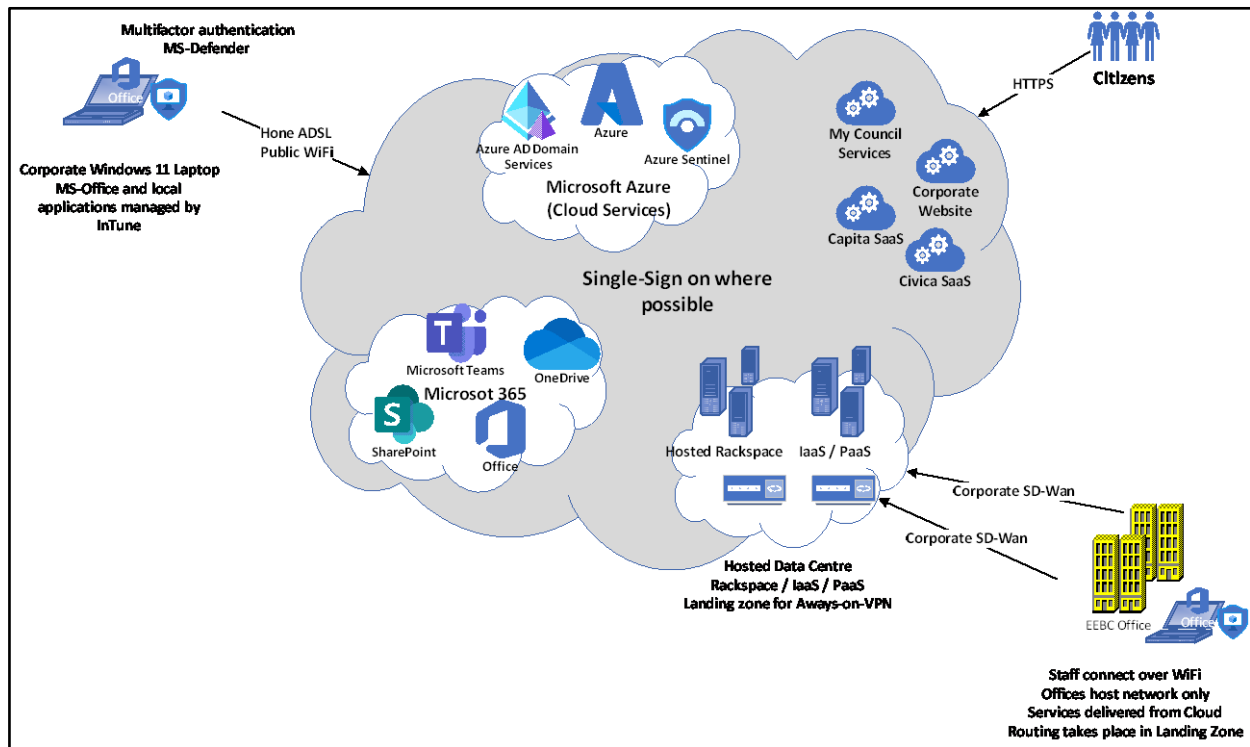 Multifactor authentication
MS-Defender
Office
Hone ADSL
Public WiFi
Corporate Windows 11 Laptop
MS-Office and local
applications managed by
InTune
Citizens
HTTPS
Azure AD Domain
Services
Azure
Azure Sentinel
Microsoft Azure
(Cloud Services)
My Council
Services
Corporate
Website
Capita SaaS
Civica SaaS
Single-Sign on where
possible
T
Microsoft Teams
OneDrive
Microsot 365
S
SharePoint
Office
Hosted Rackspace
IaaS / PaaS
Corporate SD-Wan
Corporate SD-Wan
Hosted Data Centre
Rackspace / IaaS / PaaS
Landing zone for Aways-on-VPN
EEBC Office
Office
Staff connect over WiFi
Offices host network only
Services delivered from Cloud
Routing takes place in Landing Zone